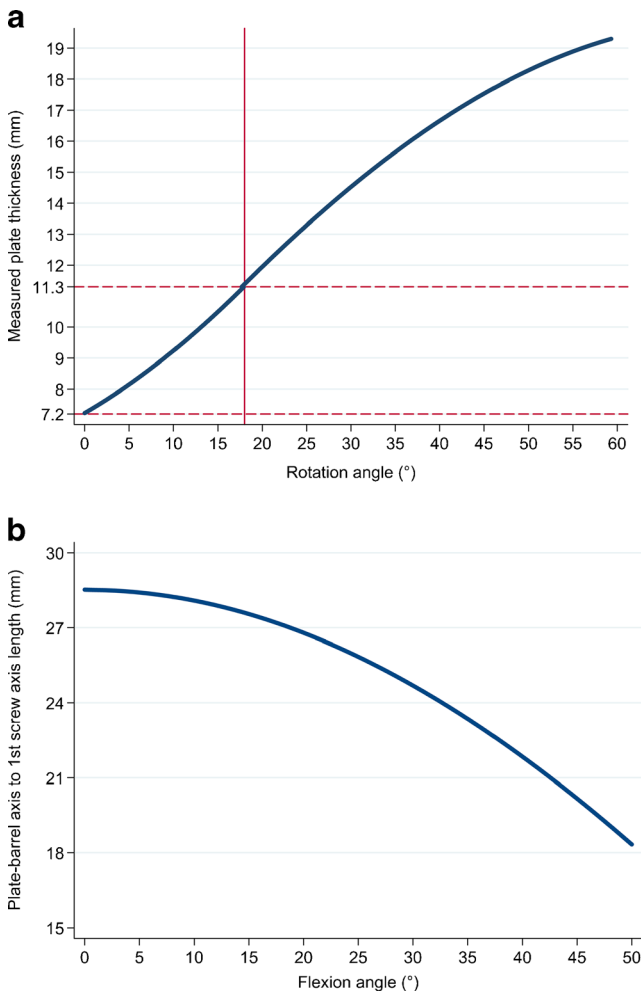 a
Measured plate thickness (mm)
19
18
17
16
15
14
13
12
11.3
10
9
8
7.2
0 5 10 15 20 25 30 35 40 45 50 55 60
Rotation angle (°)
b
Plate-barrel axis to 1st screw axis length (mm)
30
27
24
21
18
15
0 5 10 15 20 25 30 35 40 45 50
Flexion angle (°)